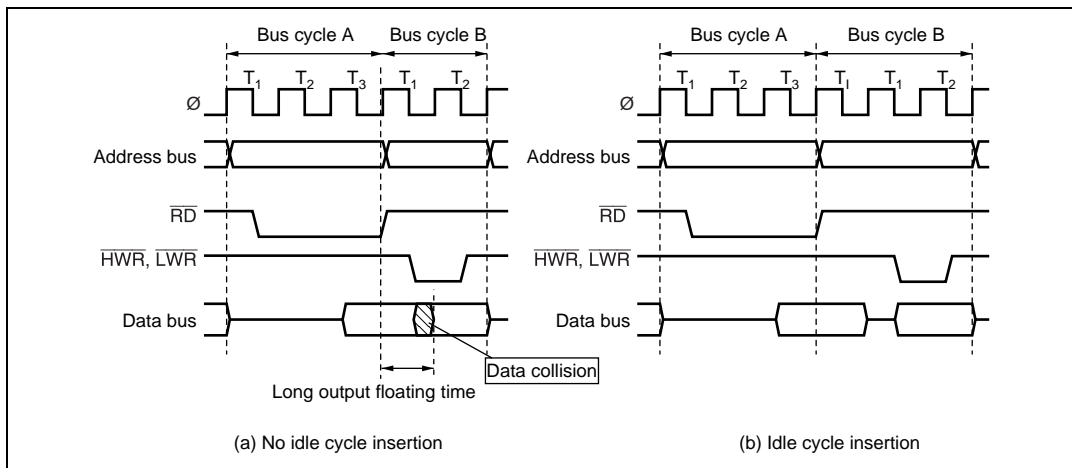 Bus cycle A
Bus cycle B
T1
T2
T3
T1
T2
Ø
Address bus
RD
HWR, LWR
Data bus
Data collision
Long output floating time
(a) No idle cycle insertion
Bus cycle A
Bus cycle B
T1
T2
T3
TI
T1
T2
Ø
Address bus
RD
HWR, LWR
Data bus
(b) Idle cycle insertion